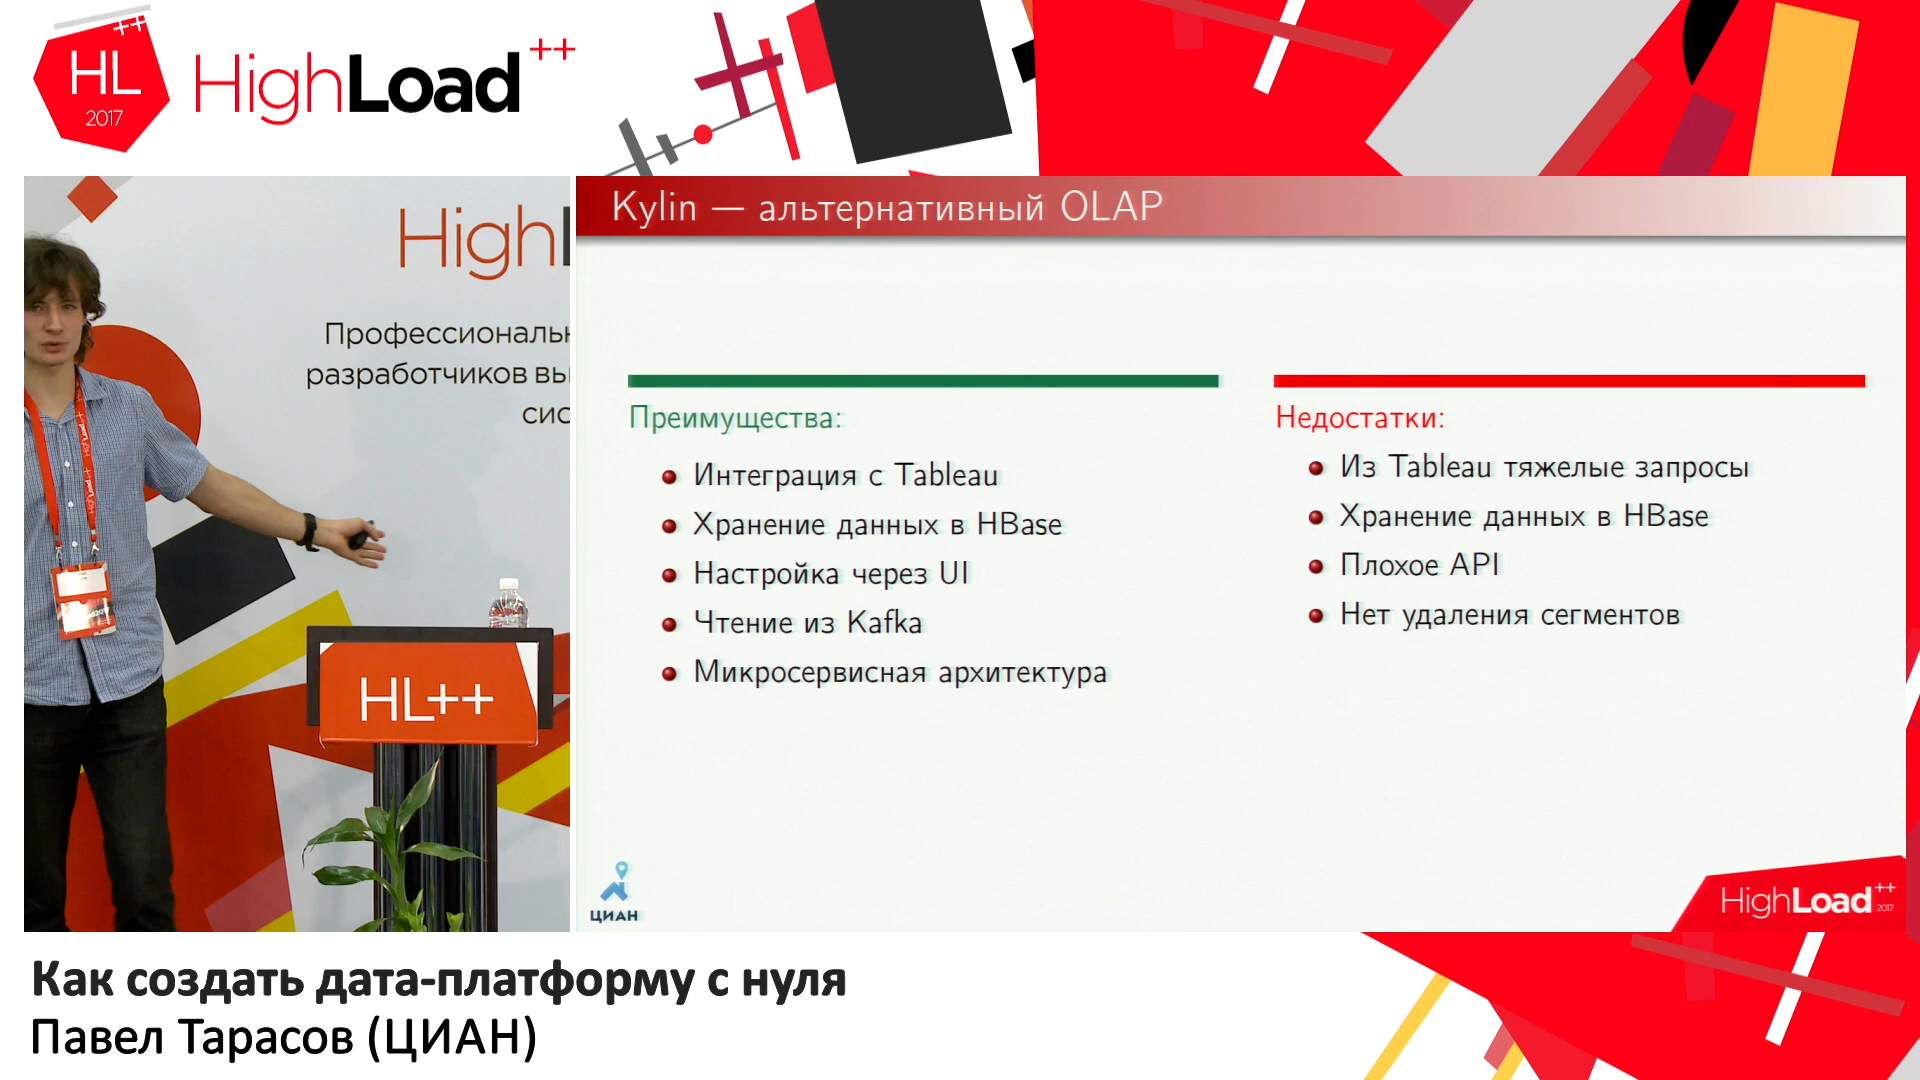 HL++
2017
HighLoad++
High
Профессиональн
разработчиков вы
сис
HL++
Kylin — альтернативный OLAP
Преимущества:
Интеграция с Tableau
Хранение данных в HBase
Настройка через UI
Чтение из Kafka
Микросервисная архитектура
Недостатки:
Из Tableau тяжелые запросы
Хранение данных в HBase
Плохое API
Нет удаления сегментов
ЦИАН
HighLoad++
2017
Как создать дата-платформу с нуля
Павел Тарасов (ЦИАН)